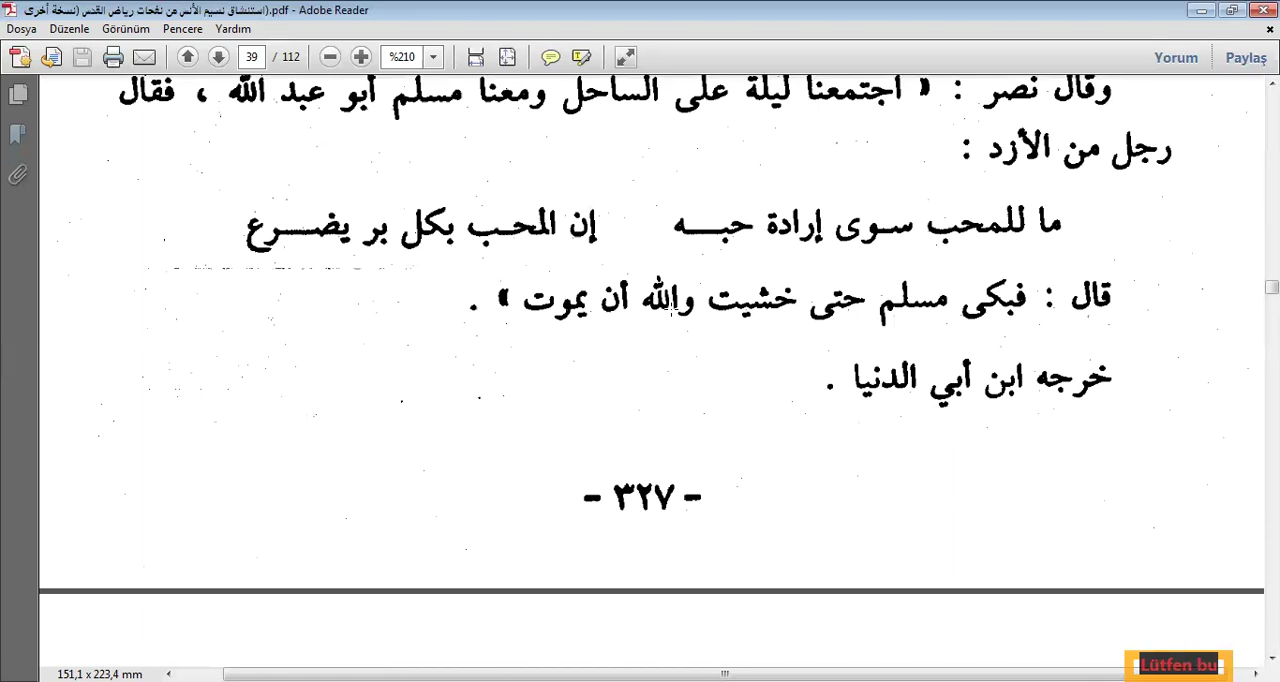 استنشاق نسيم الأنس من نفحات رياض القدس (نسخة أخرى).pdf - Adobe Reader
Dosya Düzenle Görünüm Pencere Yardım
39 / 112 %210 Yorum Paylaş
وقال نصر : « اجتمعنا ليلة على الساحل ومعنا مسلم أبو عبد الله ، فقال
رجل من الأزد :
ما للمحب سوى إرادة حبه إن المحب بكل بر يضرع
قال : فبكى مسلم حتى خشيت والله أن يموت » .
خرجه ابن أبي الدنيا .
- ٣٢٧ -
151,1 x 223,4 mm
Lütfen bu